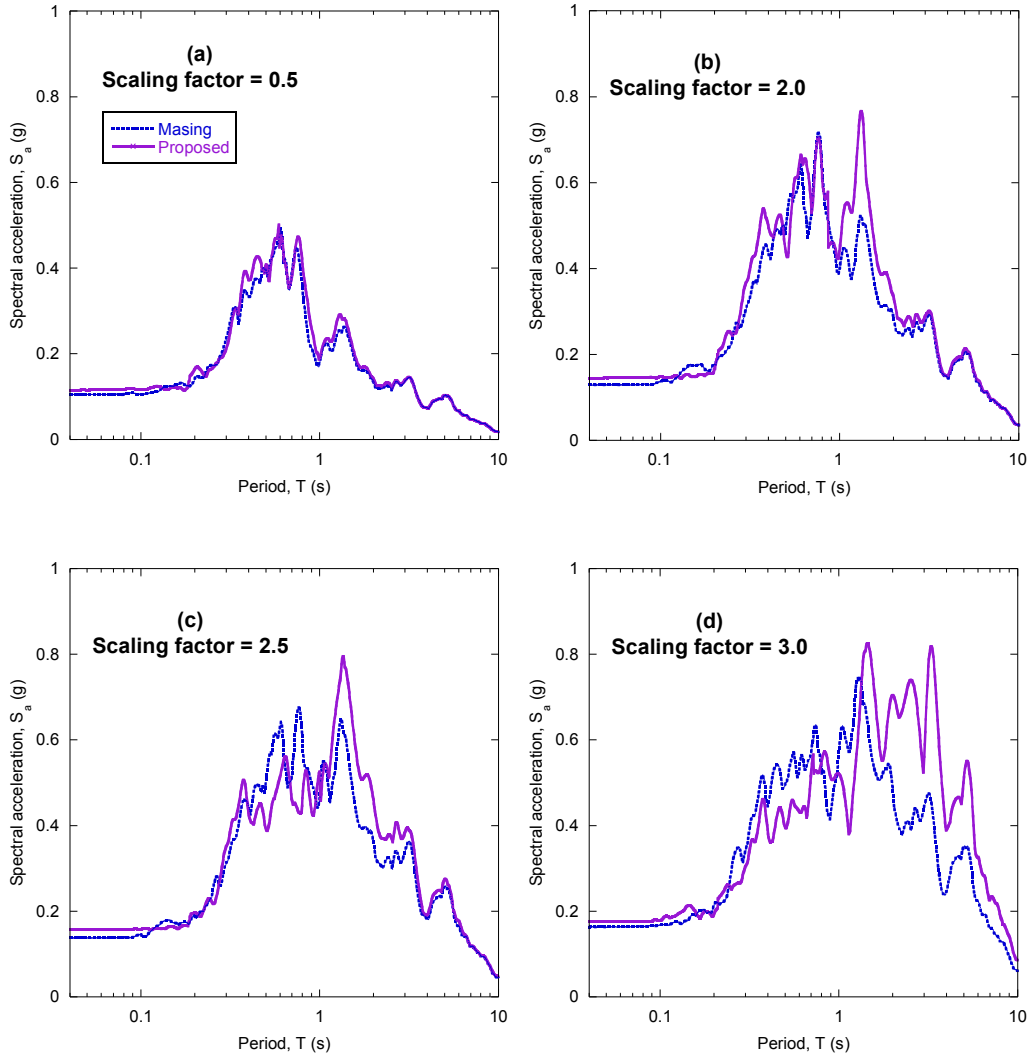 (a)
Scaling factor = 0.5
Masing
Proposed
Spectral acceleration, S_a (g)
0
0.2
0.4
0.6
0.8
1
0.1
1
10
Period, T (s)
(b)
Scaling factor = 2.0
Spectral acceleration, S_a (g)
0
0.2
0.4
0.6
0.8
1
0.1
1
10
Period, T (s)
(c)
Scaling factor = 2.5
Spectral acceleration, S_a (g)
0
0.2
0.4
0.6
0.8
1
0.1
1
10
Period, T (s)
(d)
Scaling factor = 3.0
Spectral acceleration, S_a (g)
0
0.2
0.4
0.6
0.8
1
0.1
1
10
Period, T (s)